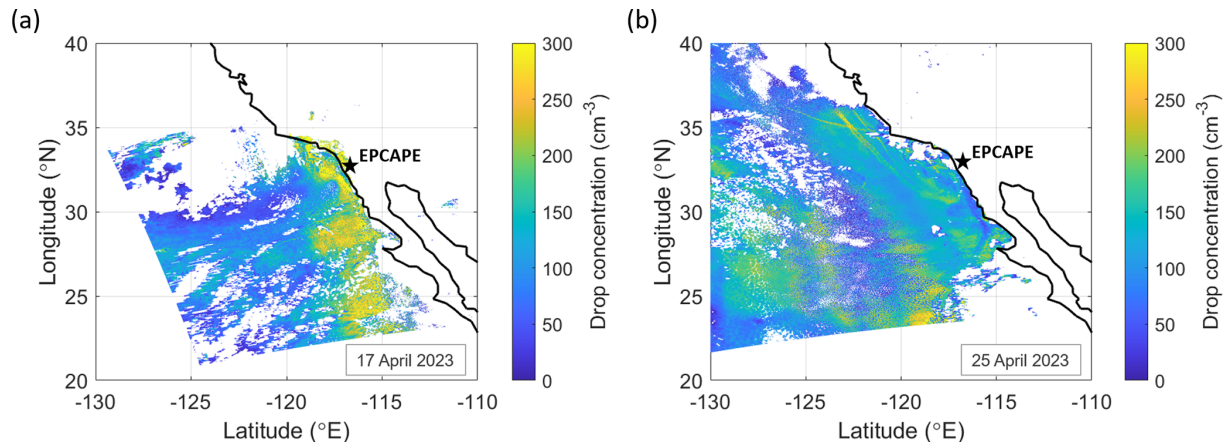 (a)
40
35
30
25
20
Longitude (°N)
-130
-125
-120
-115
-110
Latitude (°E)
EPCAPE
17 April 2023
300
250
200
150
100
50
0
Drop concentration (cm-3)
(b)
40
35
30
25
20
Longitude (°N)
-130
-125
-120
-115
-110
Latitude (°E)
EPCAPE
25 April 2023
300
250
200
150
100
50
0
Drop concentration (cm-3)